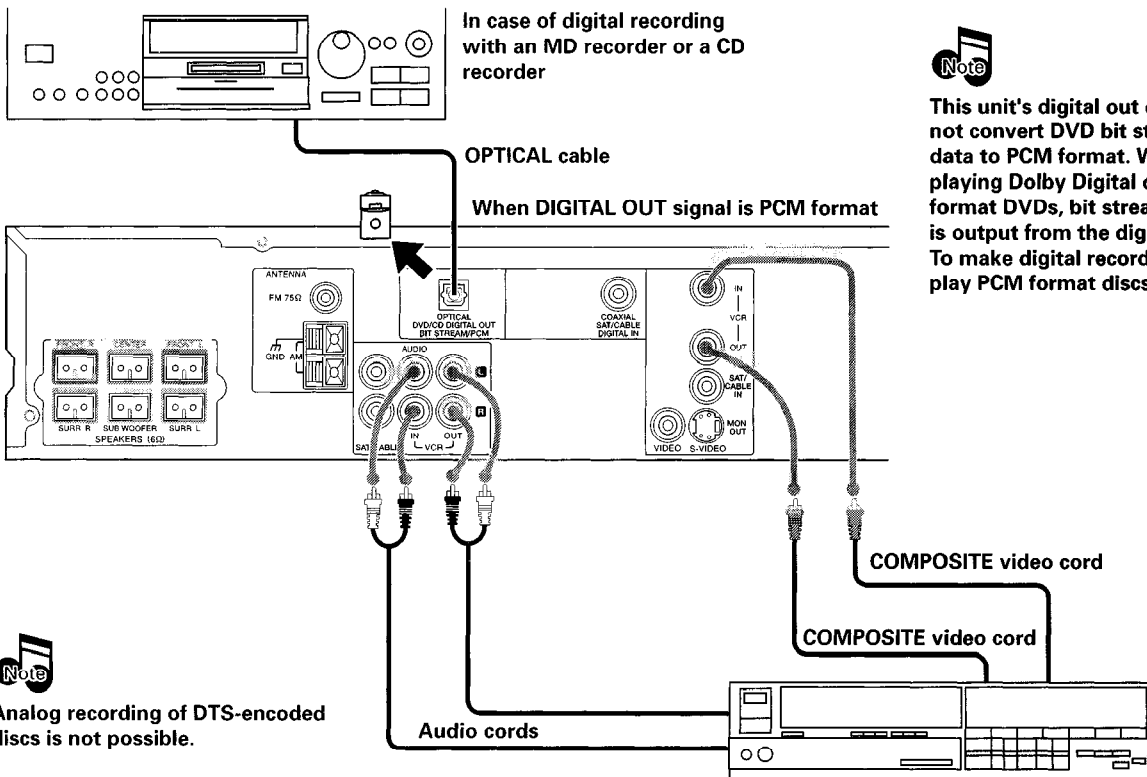 In case of digital recording
with an MD recorder or a CD
recorder
OPTICAL cable
When DIGITAL OUT signal is PCM format
Note
This unit's digital out
not convert DVD bit
data to PCM format.
playing Dolby Digital
format DVDs, bit
is output from the
To make digital
play PCM format discs
ANTENNA
FM 75Ω
GND AM
OPTICAL
DVD/CD DIGITAL OUT
BIT STREAM/PCM
COAXIAL
SAT/CABLE
DIGITAL IN
AUDIO
L
R
IN OUT
VCR
IN
VCR
OUT
SAT/
CABLE
IN
MON
OUT
VIDEO S-VIDEO
CENTER
SURR R SUB WOOFER SURR L
SPEAKERS (6Ω)
COMPOSITE video cord
COMPOSITE video cord
Note
Analog recording of DTS-encoded
discs is not possible.
Audio cords